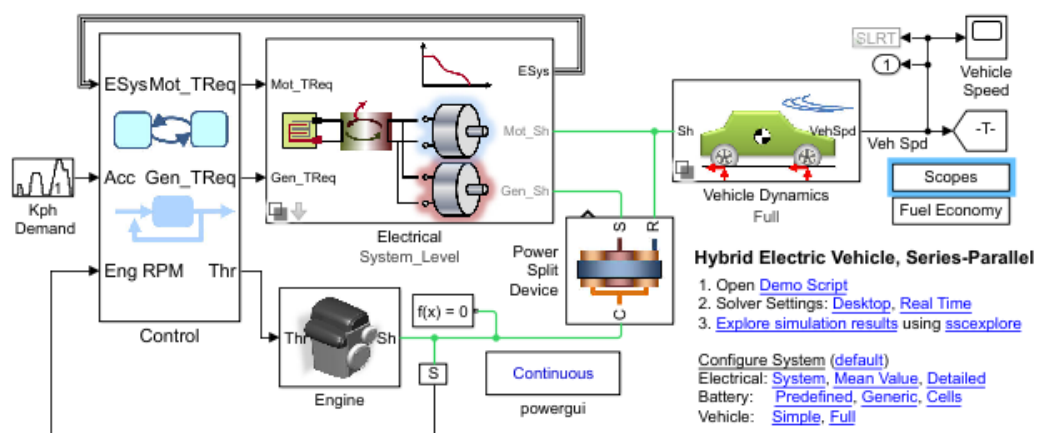 SLRT
1
Vehicle
Speed
-T-
ESys
Mot_TReq
Acc
Gen_TReq
Eng RPM
Thr
Control
1
Kph
Demand
Mot_TReq
Gen_TReq
ESys
Mot_Sh
Gen_Sh
Electrical
System_Level
Sh
VehSpd
Veh Spd
Vehicle Dynamics
Full
Scopes
Fuel Economy
Power
Split
Device
S
R
C
Thr
Sh
Engine
f(x) = 0
S
Continuous
powergui
Hybrid Electric Vehicle, Series-Parallel
1. Open Demo Script
2. Solver Settings: Desktop, Real Time
3. Explore simulation results using sscexplore
Configure System (default)
Electrical: System, Mean Value, Detailed
Battery: Predefined, Generic, Cells
Vehicle: Simple, Full